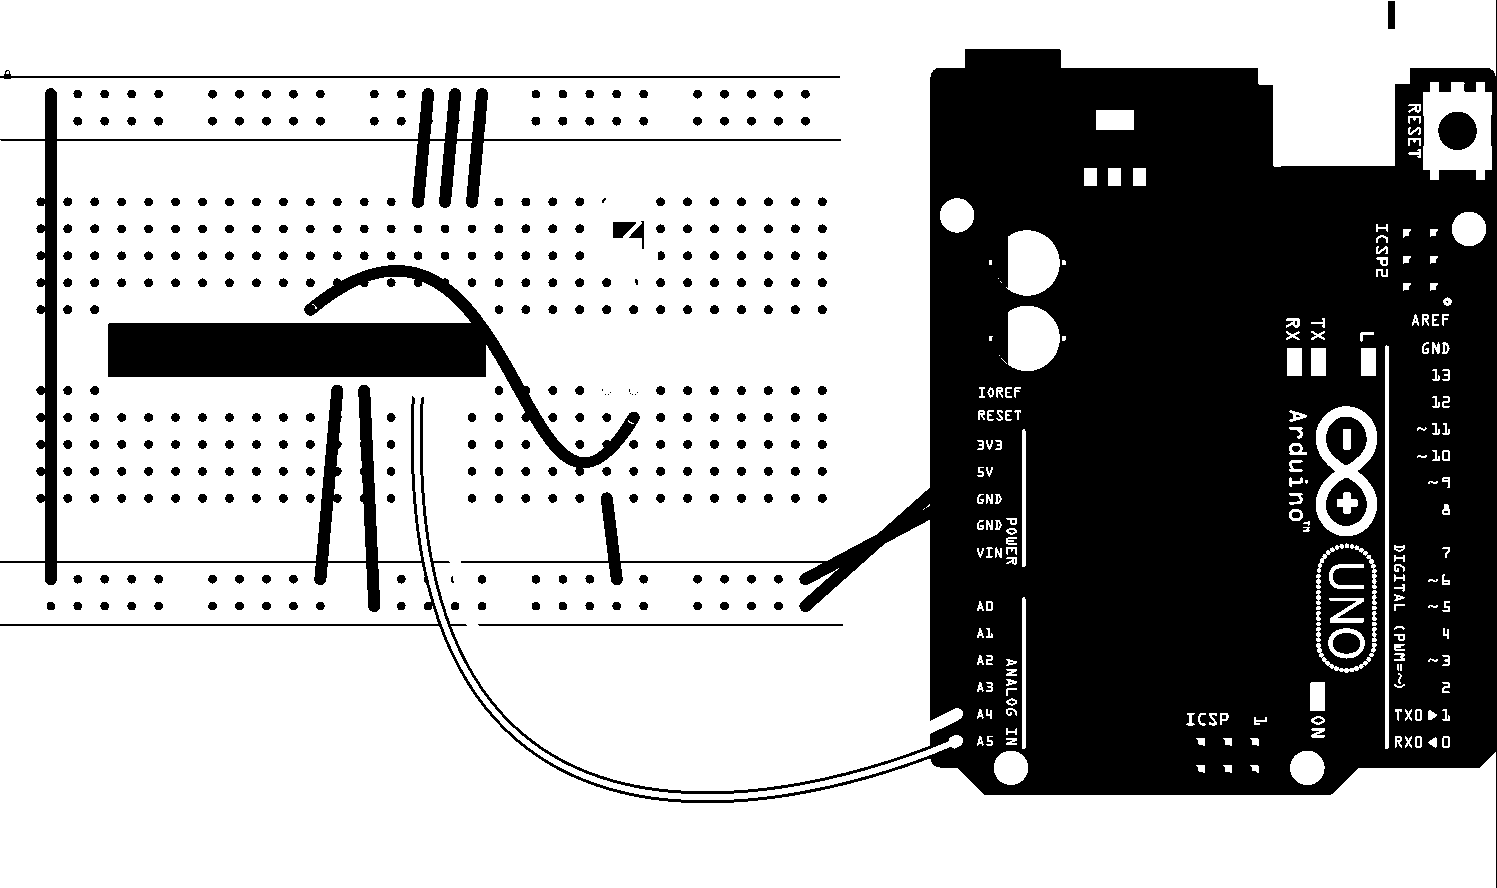 RESET
ICSP2
AREF
GND
13
12
~11
~10
~9
8
7
~6
~5
4
~3
2
TX0▶1
RX0◀0
RX
TX
L
IOREF
RESET
3V3
5V
GND
GND
VIN
POWER
A0
A1
A2
A3
A4
A5
ANALOG IN
Arduino™
UNO
DIGITAL (PWM=~)
ICSP
1
ON